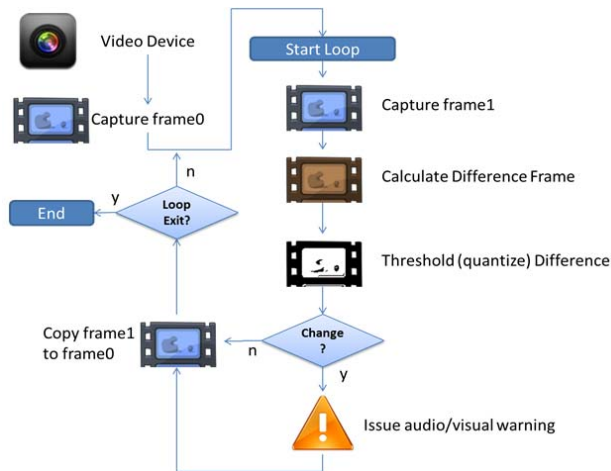 Video Device
Start Loop
Capture frame0
Capture frame1
n
Calculate Difference Frame
y
Loop
Exit?
End
Threshold (quantize) Difference
Copy frame1
to frame0
n
Change
?
y
Issue audio/visual warning